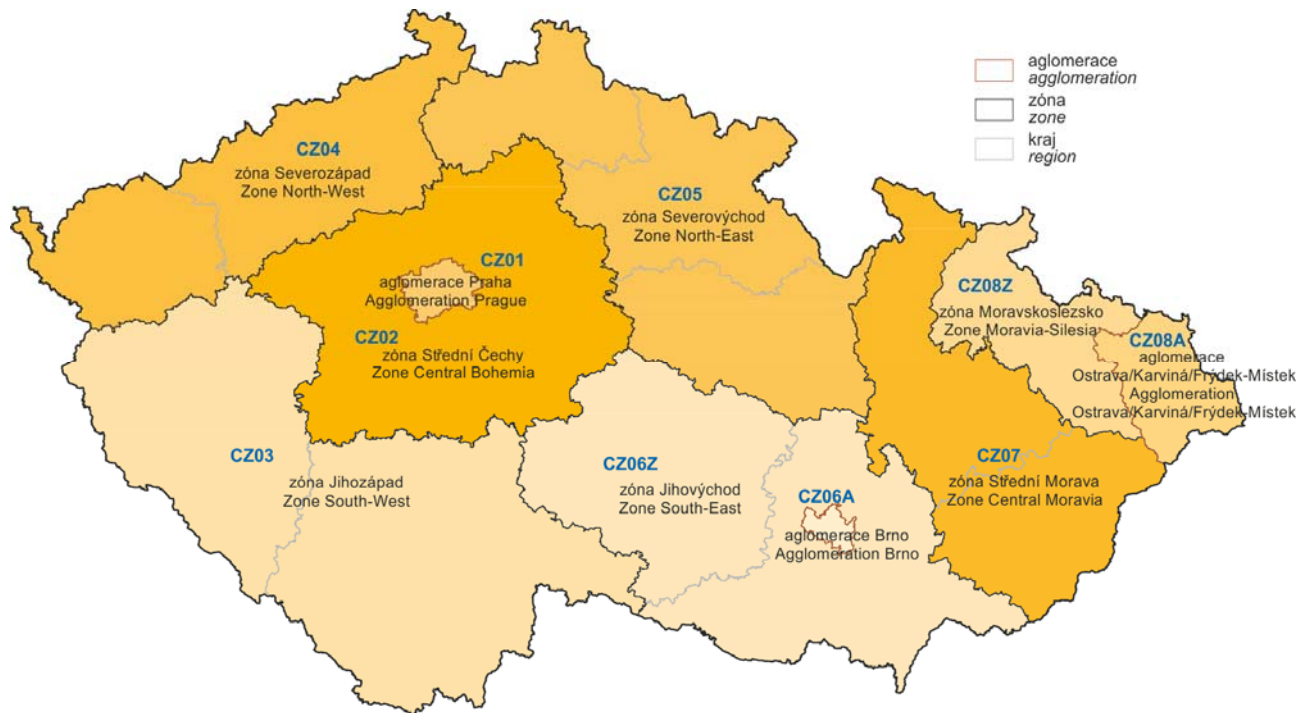 aglomerace
agglomeration
zóna
zone
kraj
region
CZ04
zóna Severozápad
Zone North-West
CZ05
zóna Severovýchod
Zone North-East
CZ01
aglomerace Praha
Agglomeration Prague
CZ02
zóna Střední Čechy
Zone Central Bohemia
CZ08Z
zóna Moravskoslezsko
Zone Moravia-Silesia
CZ08A
aglomerace
Ostrava/Karviná/Frýdek-Místek
Agglomeration
Ostrava/Karviná/Frýdek-Místek
CZ03
zóna Jihozápad
Zone South-West
CZ06Z
zóna Jihovýchod
Zone South-East
CZ06A
aglomerace Brno
Agglomeration Brno
CZ07
zóna Střední Morava
Zone Central Moravia